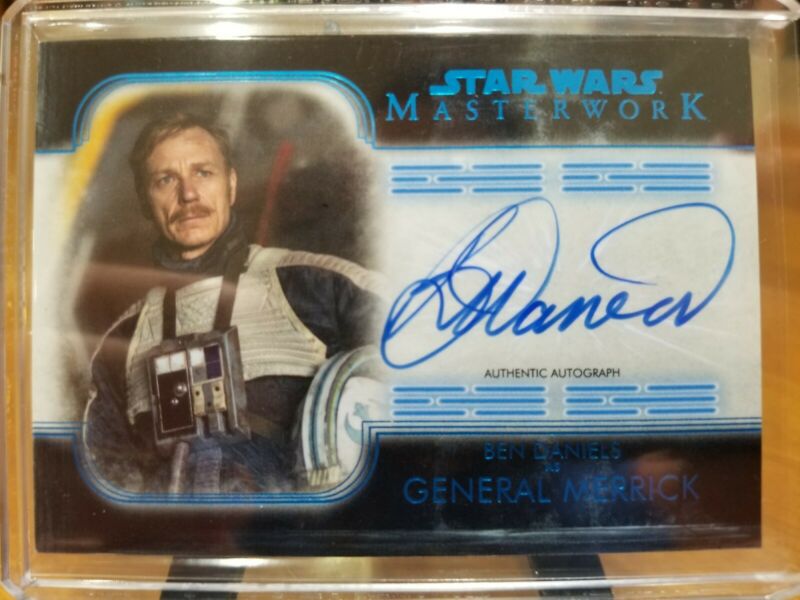 STAR WARS
MASTERWORK
AUTHENTIC AUTOGRAPH
BEN DANIELS
AS
GENERAL MERRICK